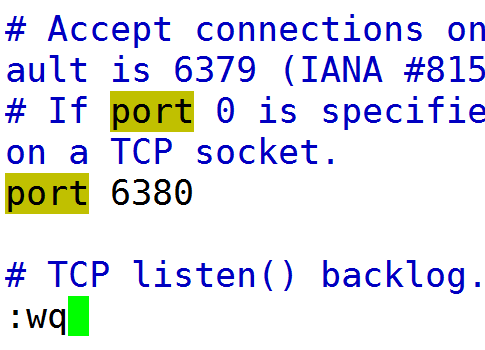 # Accept connections on
ault is 6379 (IANA #815
# If port 0 is specifie
on a TCP socket.
port 6380
# TCP listen() backlog.
:wq